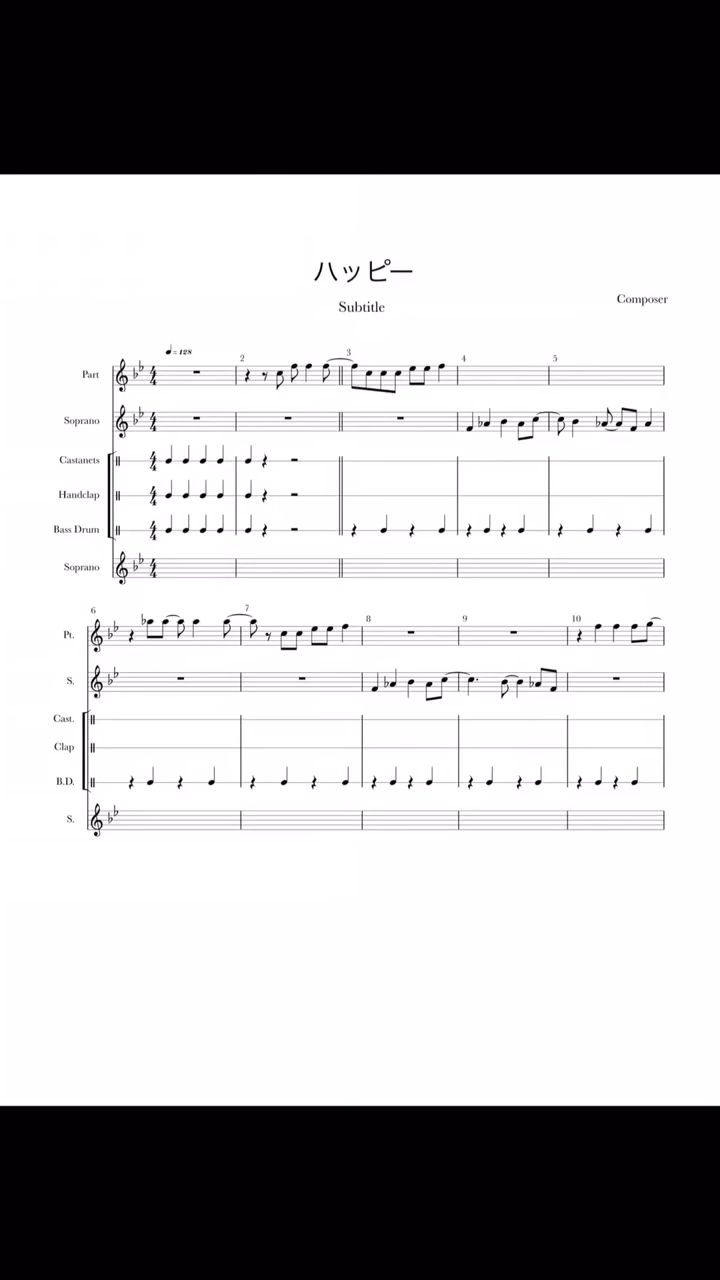 ハッピー
Subtitle
Composer
♩= 128
2
3
4
5
Part
Soprano
Castanets
Handclap
Bass Drum
Soprano
6
7
8
9
10
Pt.
S.
Cast.
Clap
B.D.
S.